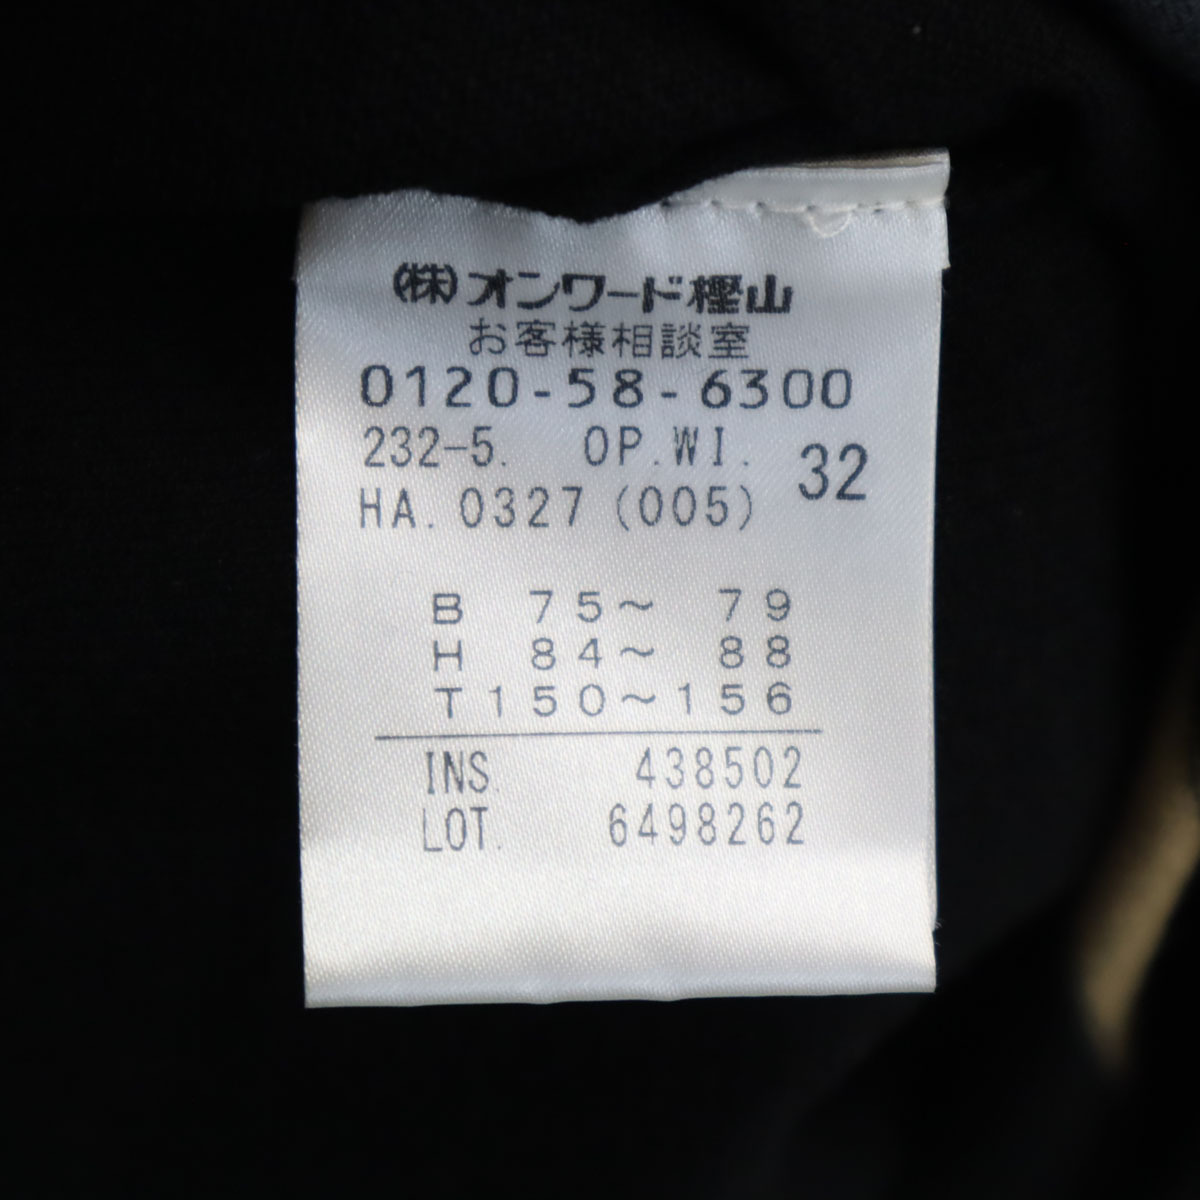 (株)オンワード樫山
お客様相談室
0120-58-6300
232-5. OP.WI. 32
HA.0327(005)
B 75~ 79
H 84~ 88
T150~156
INS. 438502
LOT. 6498262